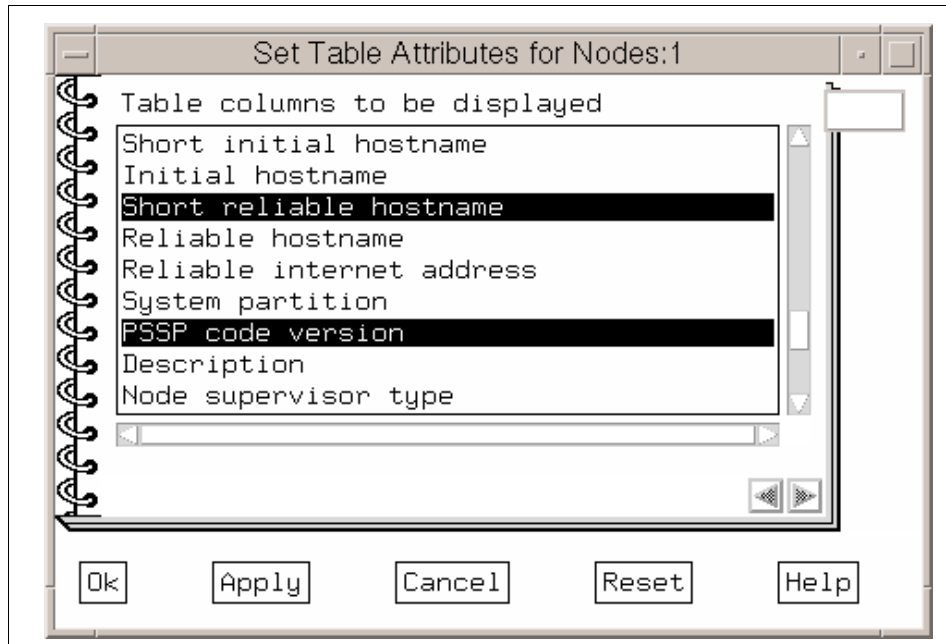 Set Table Attributes for Nodes:1
Table columns to be displayed
Short initial hostname
Initial hostname
Short reliable hostname
Reliable hostname
Reliable internet address
System partition
PSSP code version
Description
Node supervisor type
Ok Apply Cancel Reset Help